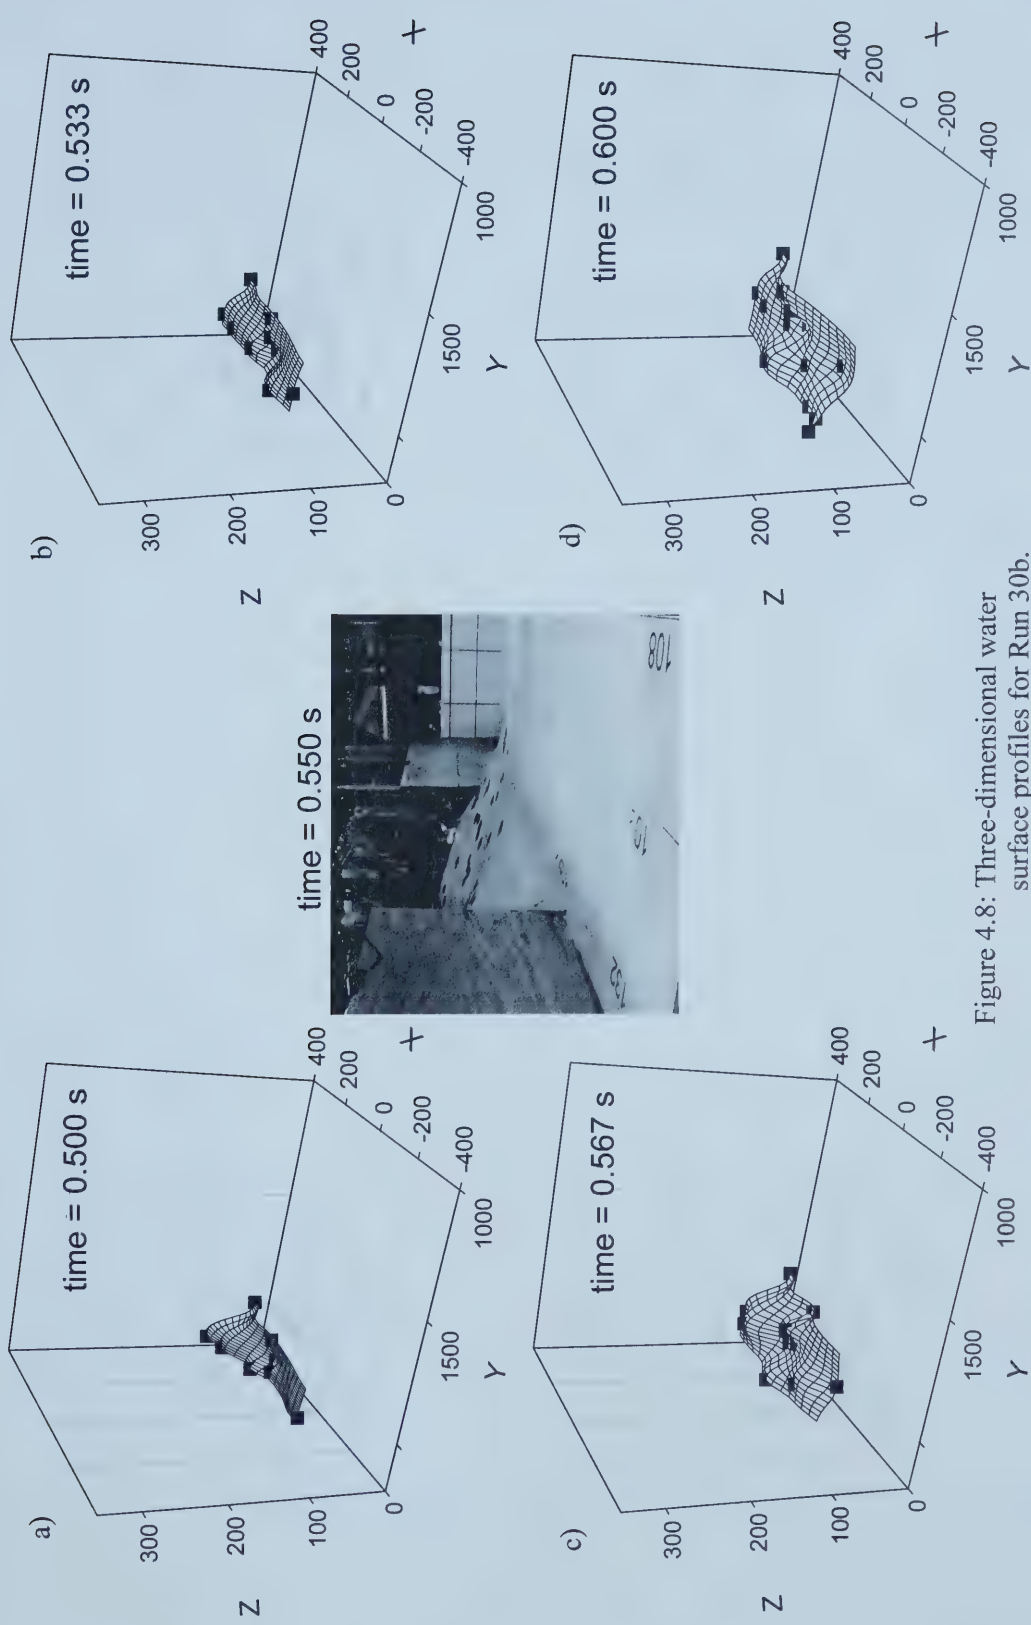 a)
time = 0.500 s
Z
300
200
100
0
1500
Y
1000
-400
-200
0
200
400
X
time = 0.550 s
108
b)
time = 0.533 s
Z
300
200
100
0
1500
Y
1000
-400
-200
0
200
400
X
c)
time = 0.567 s
Z
300
200
100
0
1500
Y
1000
-400
-200
0
200
400
X
d)
time = 0.600 s
Z
300
200
100
0
1500
Y
1000
-400
-200
0
200
400
X
Figure 4.8: Three-dimensional water
surface profiles for Run 30b.